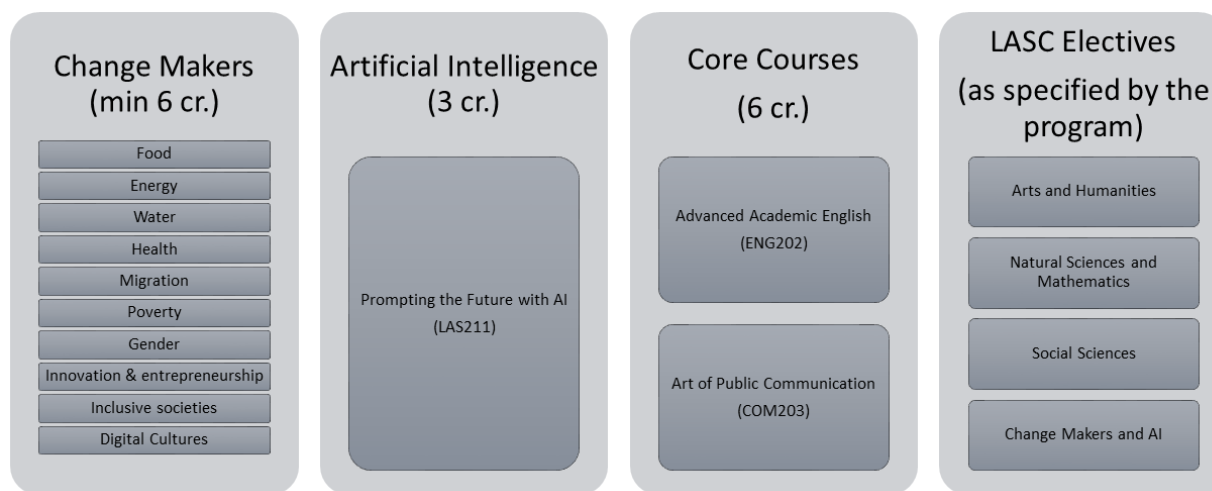 Change Makers
(min 6 cr.)
Food
Energy
Water
Health
Migration
Poverty
Gender
Innovation & entrepreneurship
Inclusive societies
Digital Cultures
Artificial Intelligence
(3 cr.)
Prompting the Future with AI
(LAS211)
Core Courses
(6 cr.)
Advanced Academic English
(ENG202)
Art of Public Communication
(COM203)
LASC Electives
(as specified by the
program)
Arts and Humanities
Natural Sciences and
Mathematics
Social Sciences
Change Makers and AI